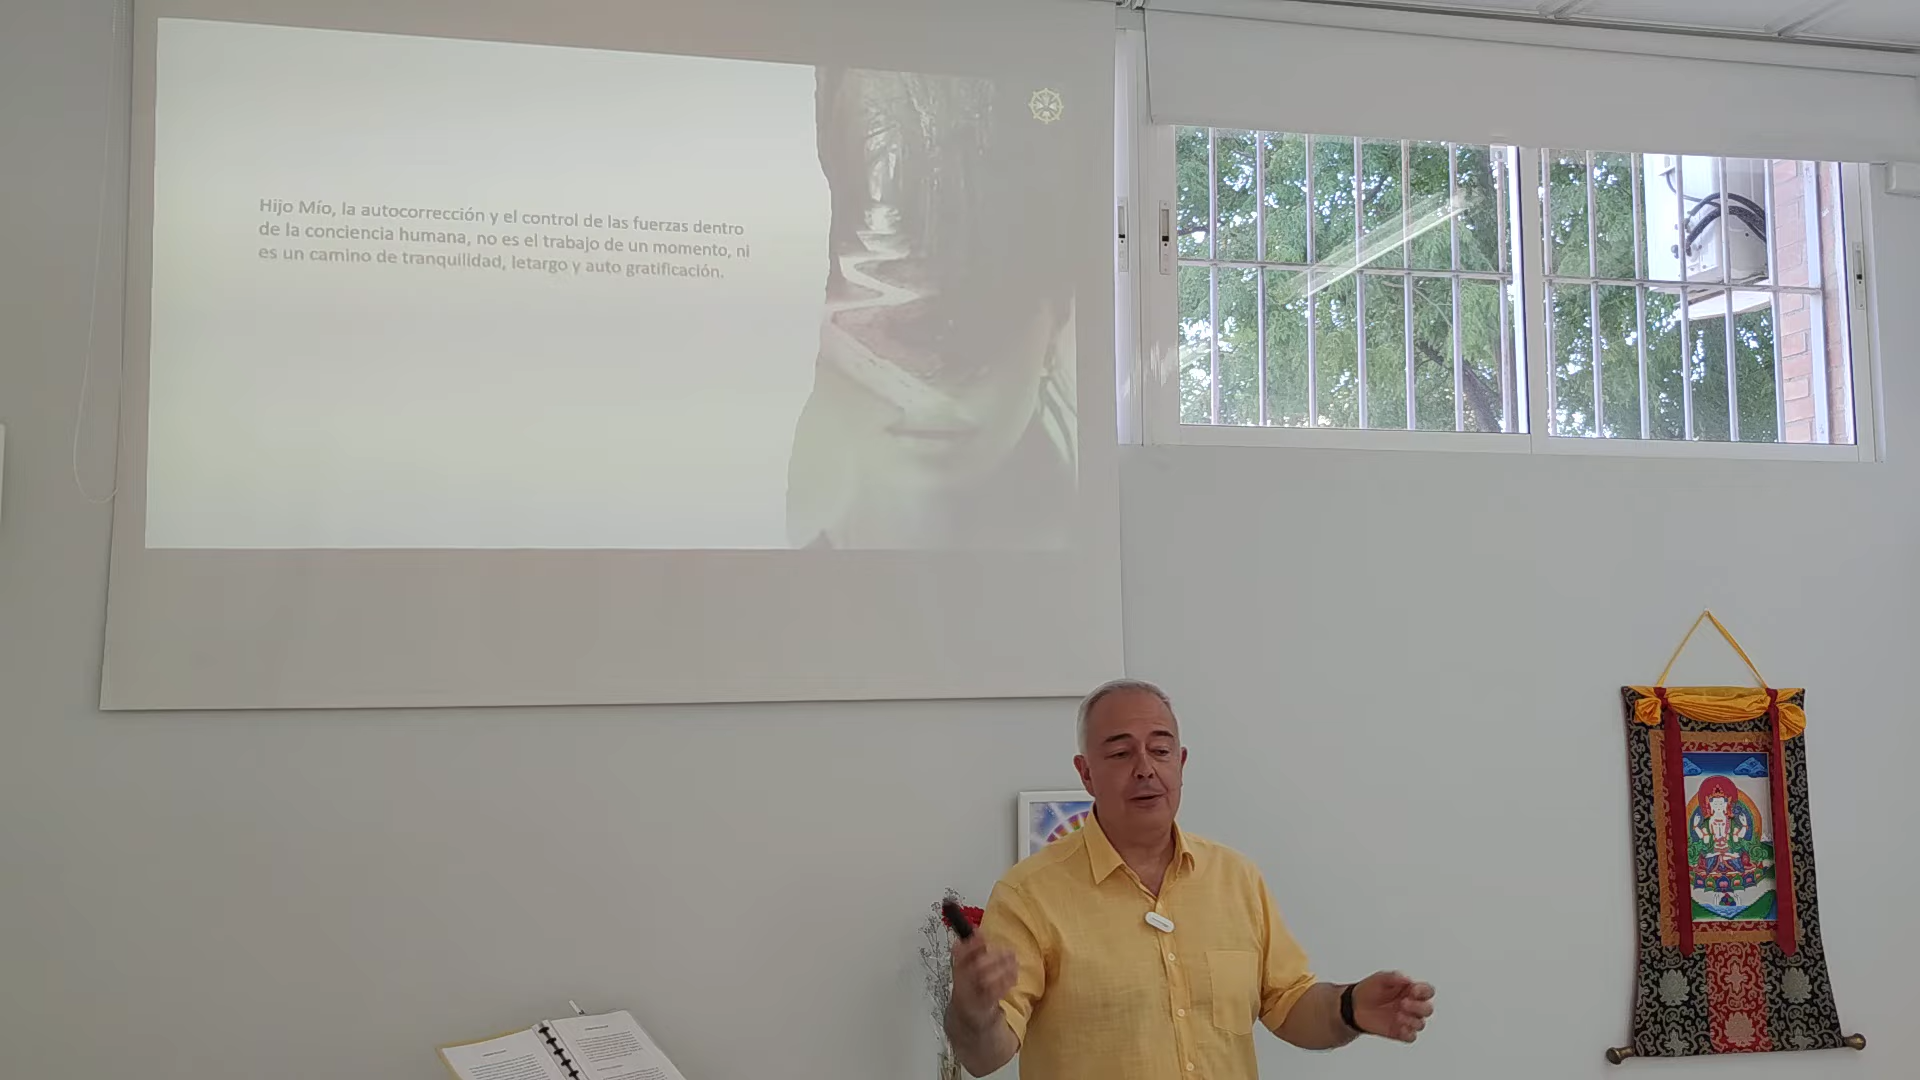 Hijo Mío, la autocorrección y el control de las fuerzas dentro
de la conciencia humana, no es el trabajo de un momento, ni
es un camino de tranquilidad, letargo y auto gratificación.